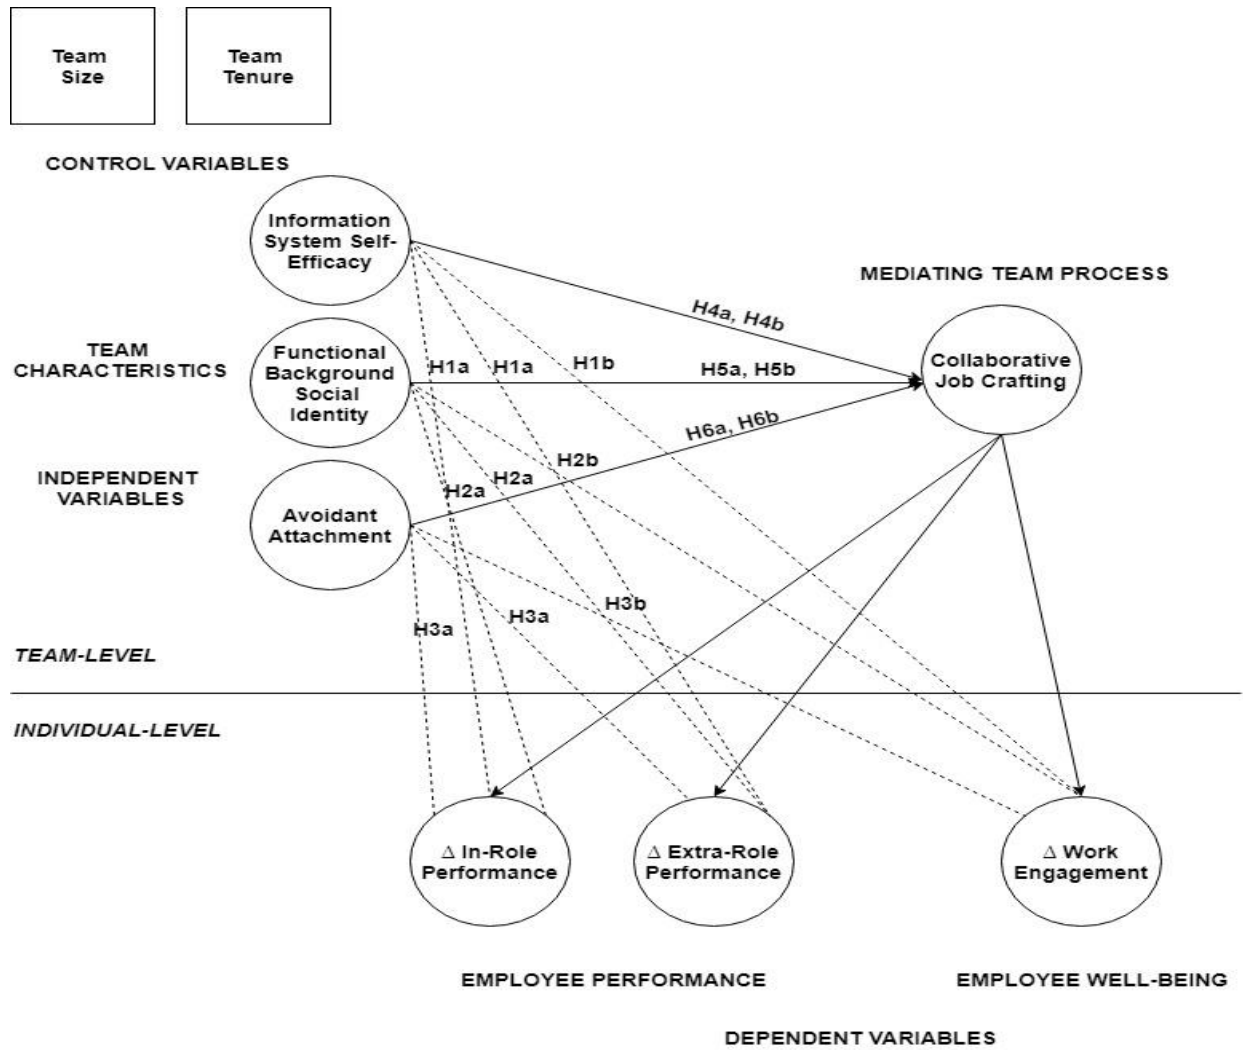 Team
Size
Team
Tenure
CONTROL VARIABLES
Information
System Self-
Efficacy
MEDIATING TEAM PROCESS
H4a, H4b
TEAM
CHARACTERISTICS
Functional
Background
Social
Identity
H1a
H1a
H1b
H5a, H5b
Collaborative
Job Crafting
H6a, H6b
INDEPENDENT
VARIABLES
H2a
H2a
H2b
Avoidant
Attachment
H3a
H3a
H3b
TEAM-LEVEL
INDIVIDUAL-LEVEL
Δ In-Role
Performance
Δ Extra-Role
Performance
Δ Work
Engagement
EMPLOYEE PERFORMANCE
EMPLOYEE WELL-BEING
DEPENDENT VARIABLES